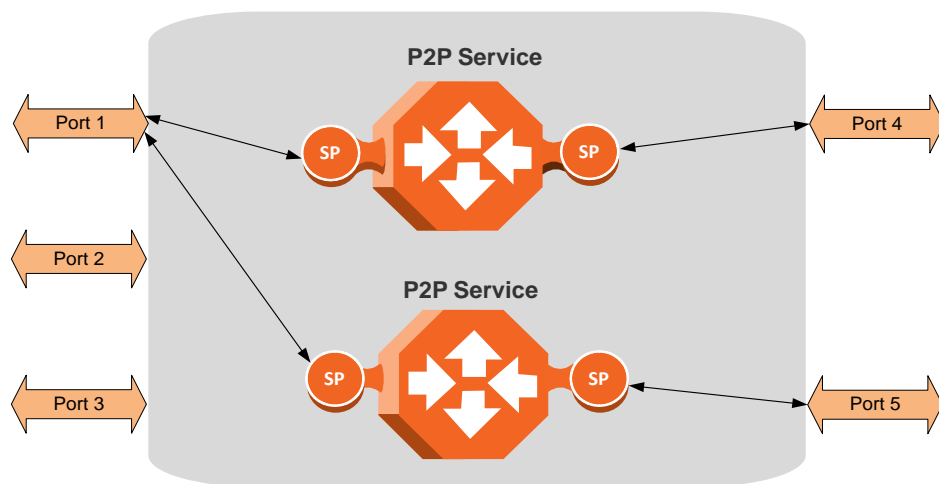 P2P Service
Port 1
SP
SP
Port 4
Port 2
P2P Service
SP
SP
Port 3
Port 5